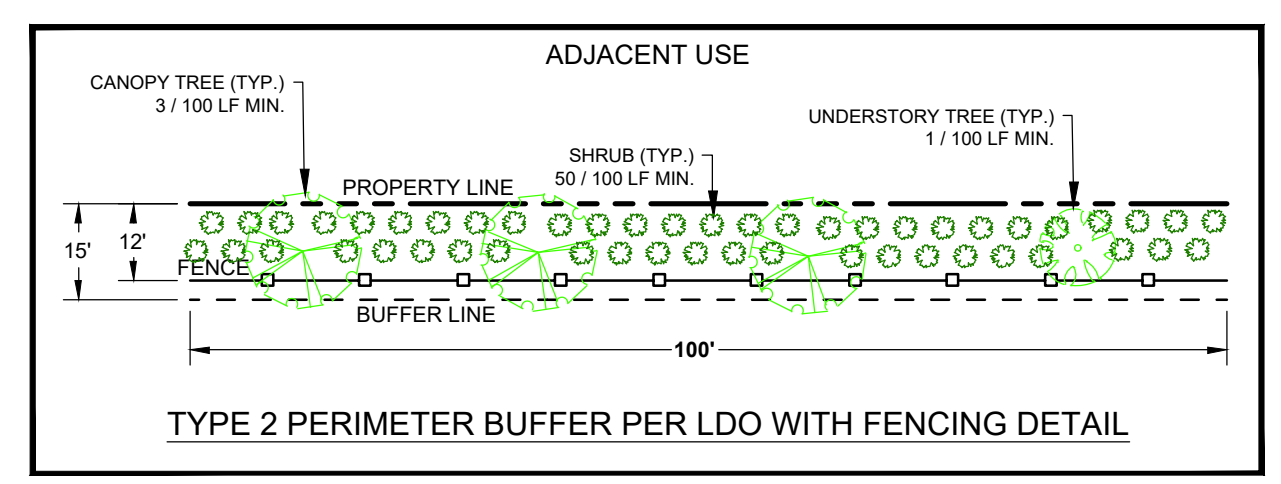 ADJACENT USE
CANOPY TREE (TYP.)
3 / 100 LF MIN.
UNDERSTORY TREE (TYP.)
1 / 100 LF MIN.
SHRUB (TYP.)
50 / 100 LF MIN.
PROPERTY LINE
15'
12'
FENCE
BUFFER LINE
100'
TYPE 2 PERIMETER BUFFER PER LDO WITH FENCING DETAIL